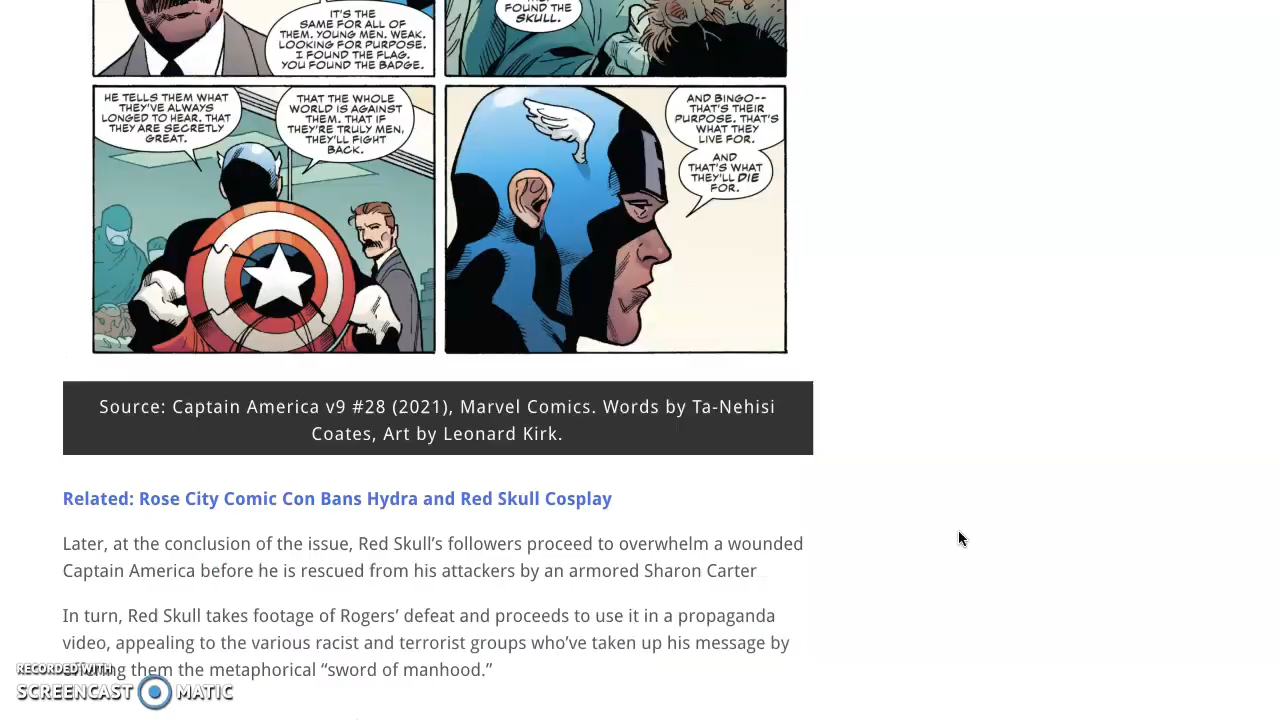 IT'S THE
SAME FOR ALL OF
THEM. YOUNG MEN. WEAK.
LOOKING FOR PURPOSE.
I FOUND THE FLAG.
YOU FOUND THE BADGE.
FOUND THE
SKULL.
HE TELLS THEM WHAT
THEY'VE ALWAYS
LONGED TO HEAR. THAT
THEY ARE SECRETLY
GREAT.
THAT THE WHOLE
WORLD IS AGAINST
THEM. THAT IF
THEY'RE TRULY MEN,
THEY'LL FIGHT
BACK.
AND BINGO--
THAT'S THEIR
PURPOSE. THAT'S
WHAT THEY
LIVE FOR.
AND
THAT'S WHAT
THEY'LL DIE
FOR.
Source: Captain America v9 #28 (2021), Marvel Comics. Words by Ta-Nehisi
Coates, Art by Leonard Kirk.
Related: Rose City Comic Con Bans Hydra and Red Skull Cosplay
Later, at the conclusion of the issue, Red Skull’s followers proceed to overwhelm a wounded
Captain America before he is rescued from his attackers by an armored Sharon Carter
In turn, Red Skull takes footage of Rogers’ defeat and proceeds to use it in a propaganda
video, appealing to the various racist and terrorist groups who’ve taken up his message by
them the metaphorical “sword of manhood.”
RECORDED WITH
SCREENCAST MATIC